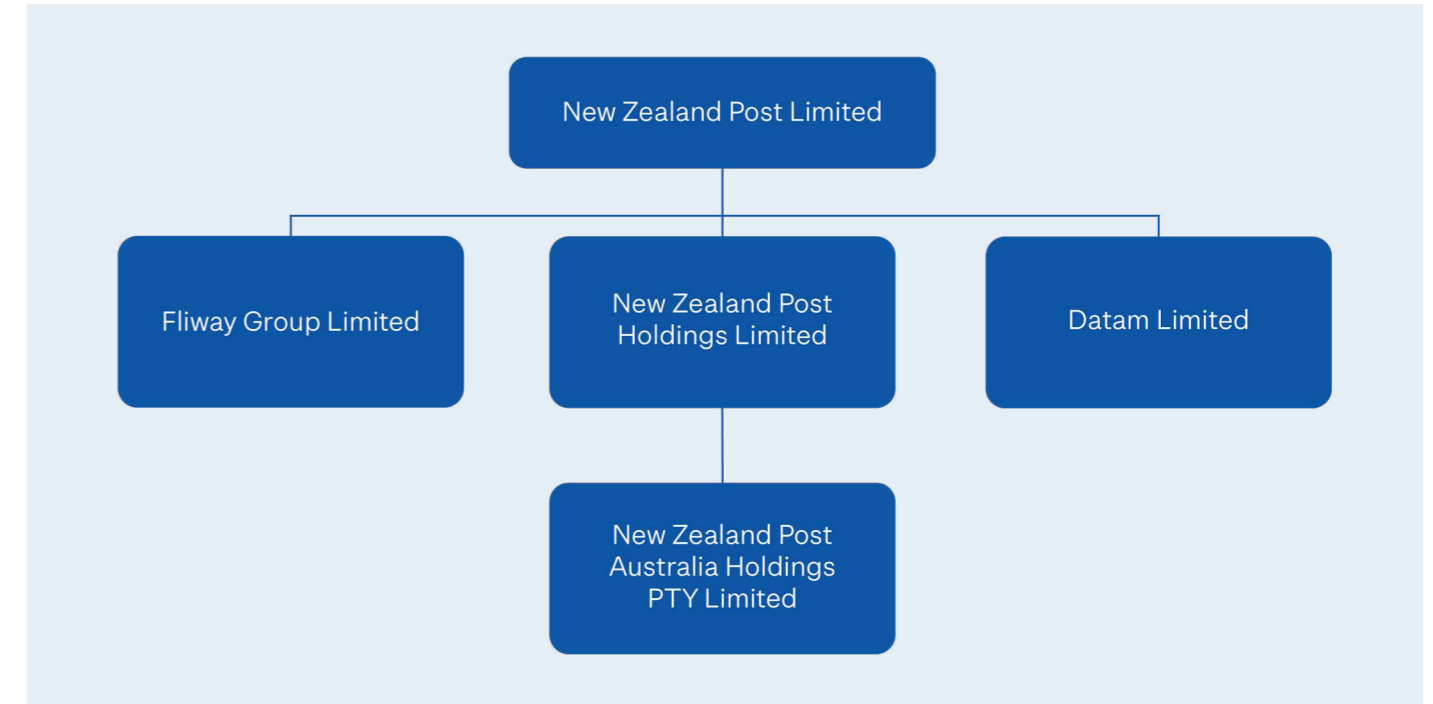 New Zealand Post Limited
Fliway Group Limited
New Zealand Post
Holdings Limited
Datam Limited
New Zealand Post
Australia Holdings
PTY Limited